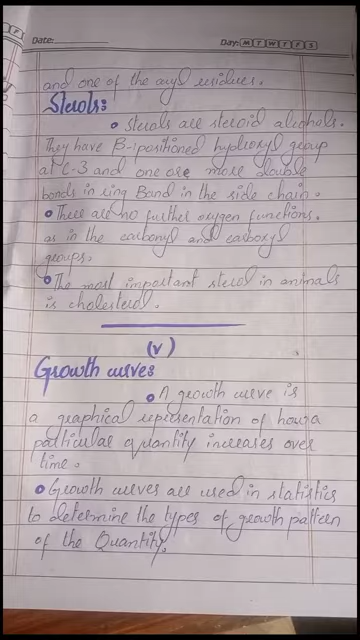 Date:
Day: M T W T F S
and one of the acyl residues.
Sterols:
• Sterols are steroid alcohols.
They have B-ipositioned hydroxyl group
at C-3 and one or more double
bonds in ring B and in the side chain.
• There are no further oxygen functions.
as in the carbonyl and carboxyl
groups.
• The most important sterol in animals
is cholesterol.
(v)
Growth curves:
• A growth curve is
a graphical representation of how a
particular quantity increases over
time.
• Growth curves are used in statistics
to determine the types of growth pattern
of the Quantity.